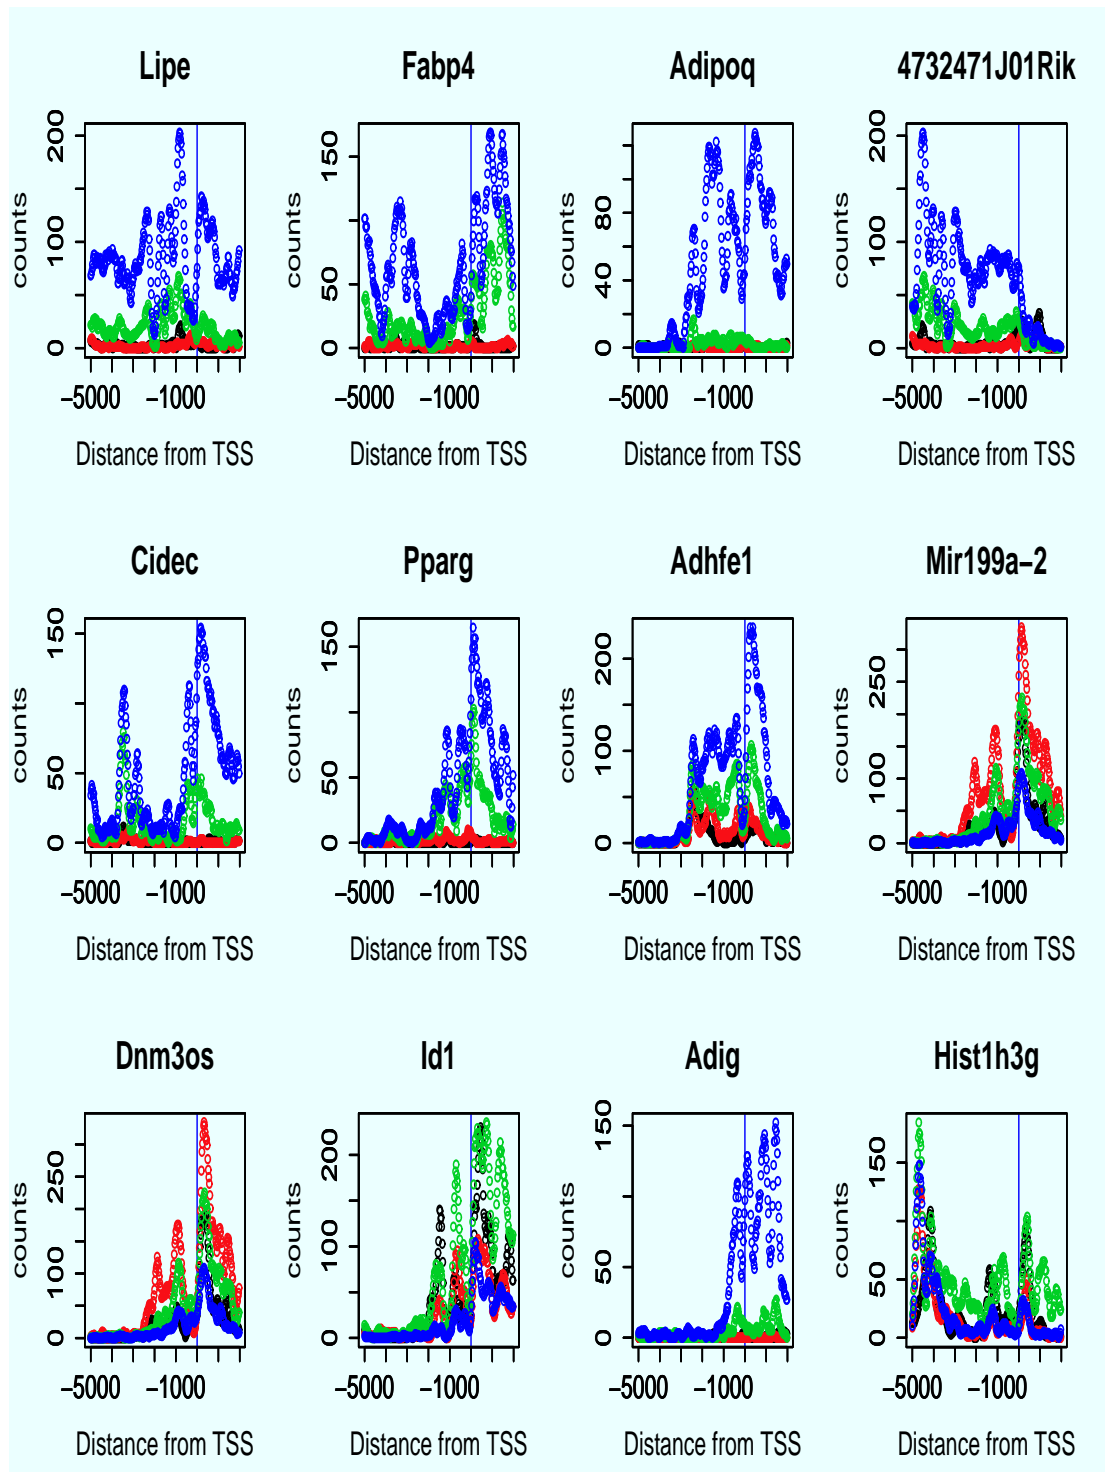 Lipe
Fabp4
Adipoq
4732471J01Rik
counts
0
100
200
−5000
−1000
Distance from TSS
counts
0
50
150
−5000
−1000
Distance from TSS
counts
0
40
80
−5000
−1000
Distance from TSS
counts
0
100
200
−5000
−1000
Distance from TSS
Cidec
Pparg
Adhfe1
Mir199a−2
counts
0
50
150
−5000
−1000
Distance from TSS
counts
0
50
150
−5000
−1000
Distance from TSS
counts
0
100
200
−5000
−1000
Distance from TSS
counts
0
100
250
−5000
−1000
Distance from TSS
Dnm3os
Id1
Adig
Hist1h3g
counts
0
100
250
−5000
−1000
Distance from TSS
counts
0
100
200
−5000
−1000
Distance from TSS
counts
0
50
150
−5000
−1000
Distance from TSS
counts
0
50
150
−5000
−1000
Distance from TSS